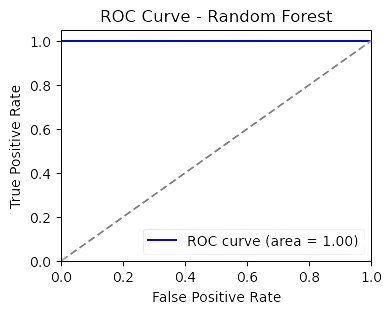 ROC Curve - Random Forest
True Positive Rate
1.0
0.8
0.6
0.4
0.2
0.0
ROC curve (area = 1.00)
0.0 0.2 0.4 0.6 0.8 1.0
False Positive Rate